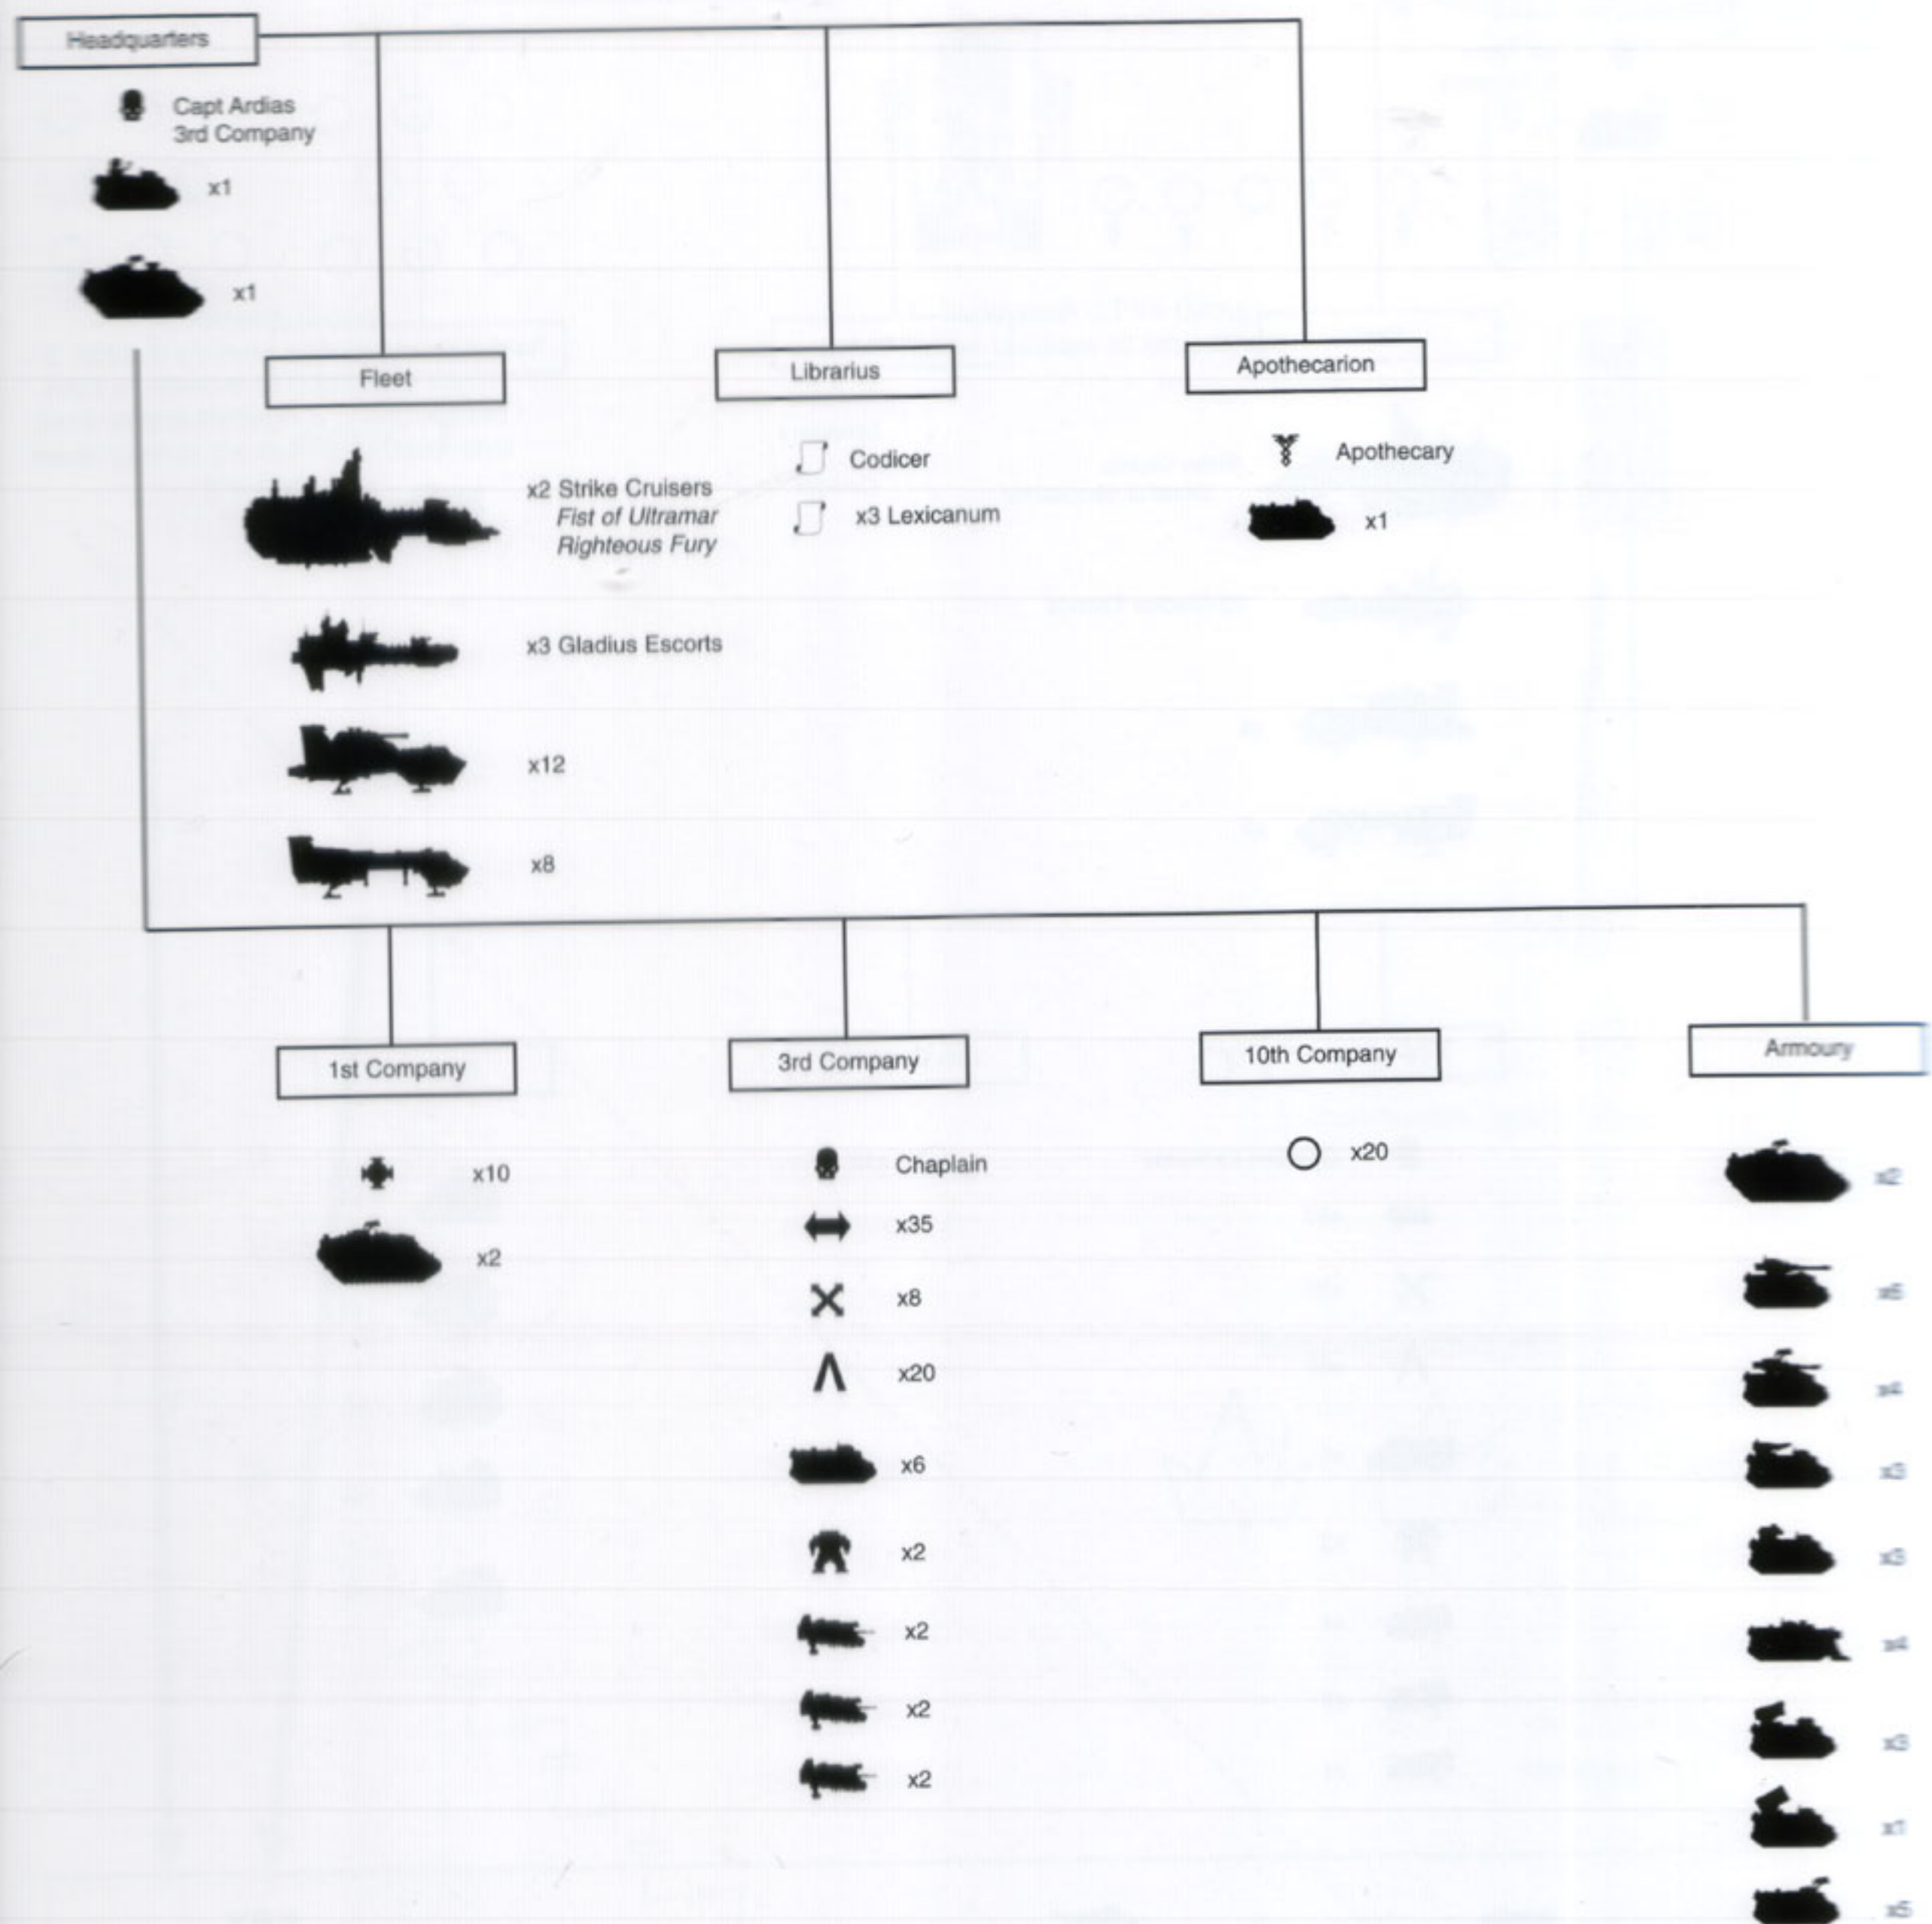 Headquarters
Capt Ardias
3rd Company
x1
x1
Fleet
Librarius
Apothecarion
x2 Strike Cruisers
Fist of Ultramar
Righteous Fury
x3 Gladius Escorts
x12
x8
Codicer
x3 Lexicanum
Apothecary
x1
1st Company
3rd Company
10th Company
Armoury
x10
x2
Chaplain
x35
x8
x20
x6
x2
x2
x2
x2
x20